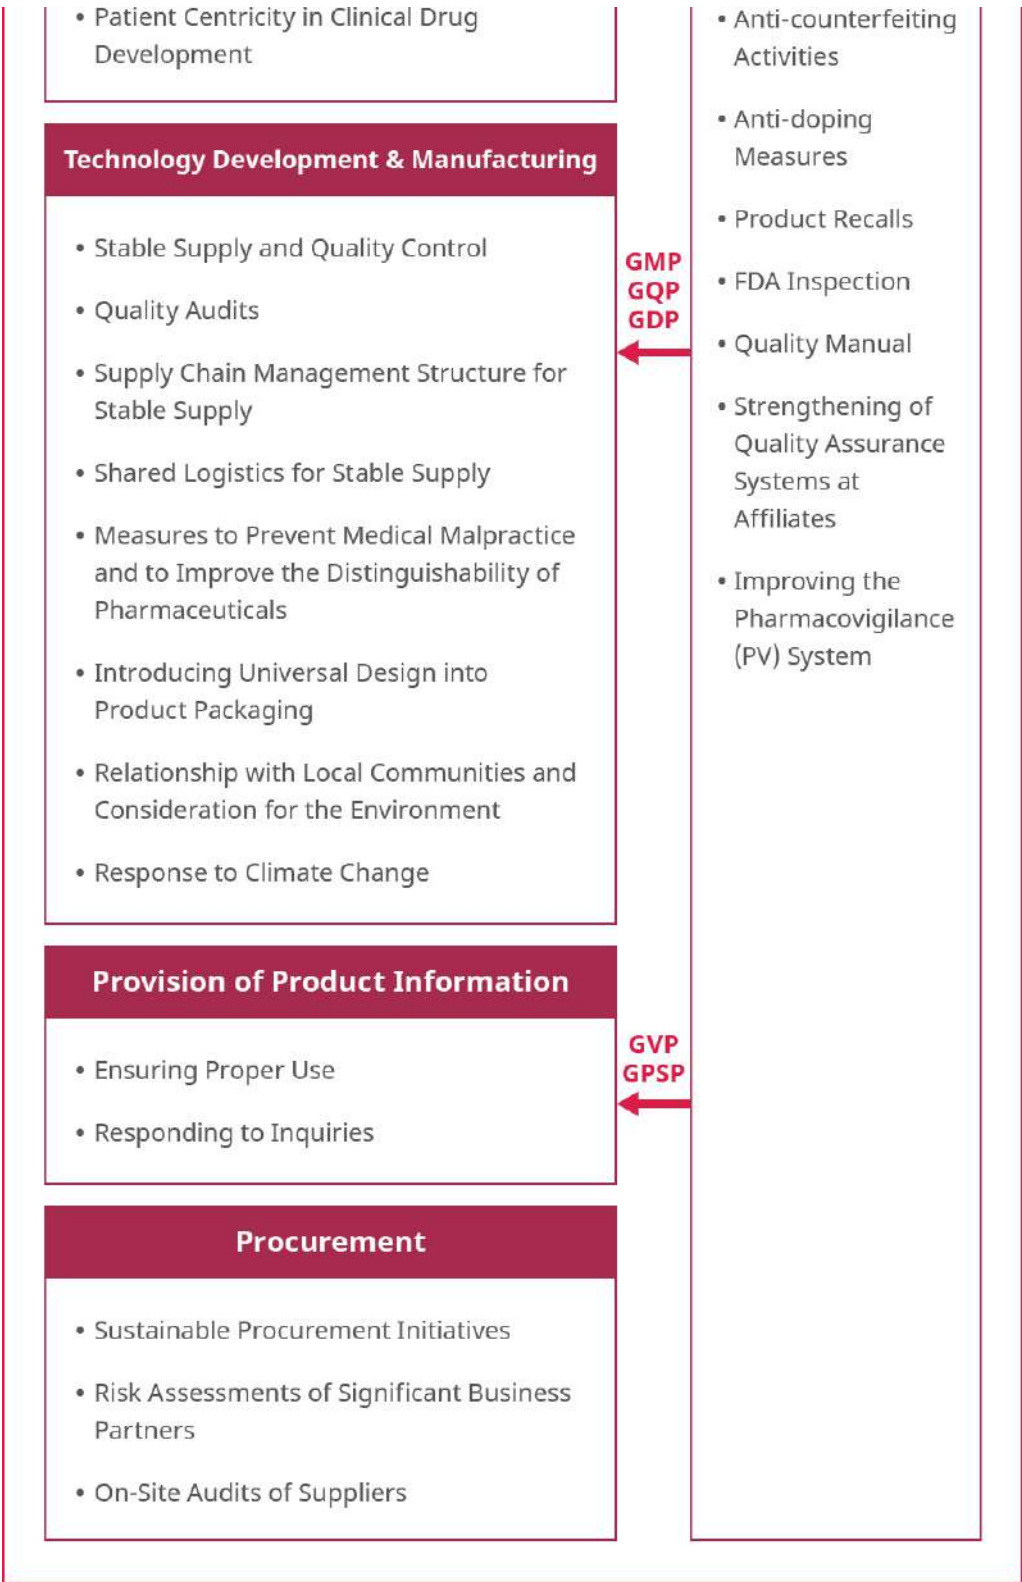 • Patient Centricity in Clinical Drug
Development
Technology Development & Manufacturing
• Stable Supply and Quality Control
• Quality Audits
• Supply Chain Management Structure for
Stable Supply
• Shared Logistics for Stable Supply
• Measures to Prevent Medical Malpractice
and to Improve the Distinguishability of
Pharmaceuticals
• Introducing Universal Design into
Product Packaging
• Relationship with Local Communities and
Consideration for the Environment
• Response to Climate Change
Provision of Product Information
• Ensuring Proper Use
• Responding to Inquiries
Procurement
• Sustainable Procurement Initiatives
• Risk Assessments of Significant Business
Partners
• On-Site Audits of Suppliers
GMP
GQP
GDP
GVP
GPSP
• Anti-counterfeiting
Activities
• Anti-doping
Measures
• Product Recalls
• FDA Inspection
• Quality Manual
• Strengthening of
Quality Assurance
Systems at
Affiliates
• Improving the
Pharmacovigilance
(PV) System